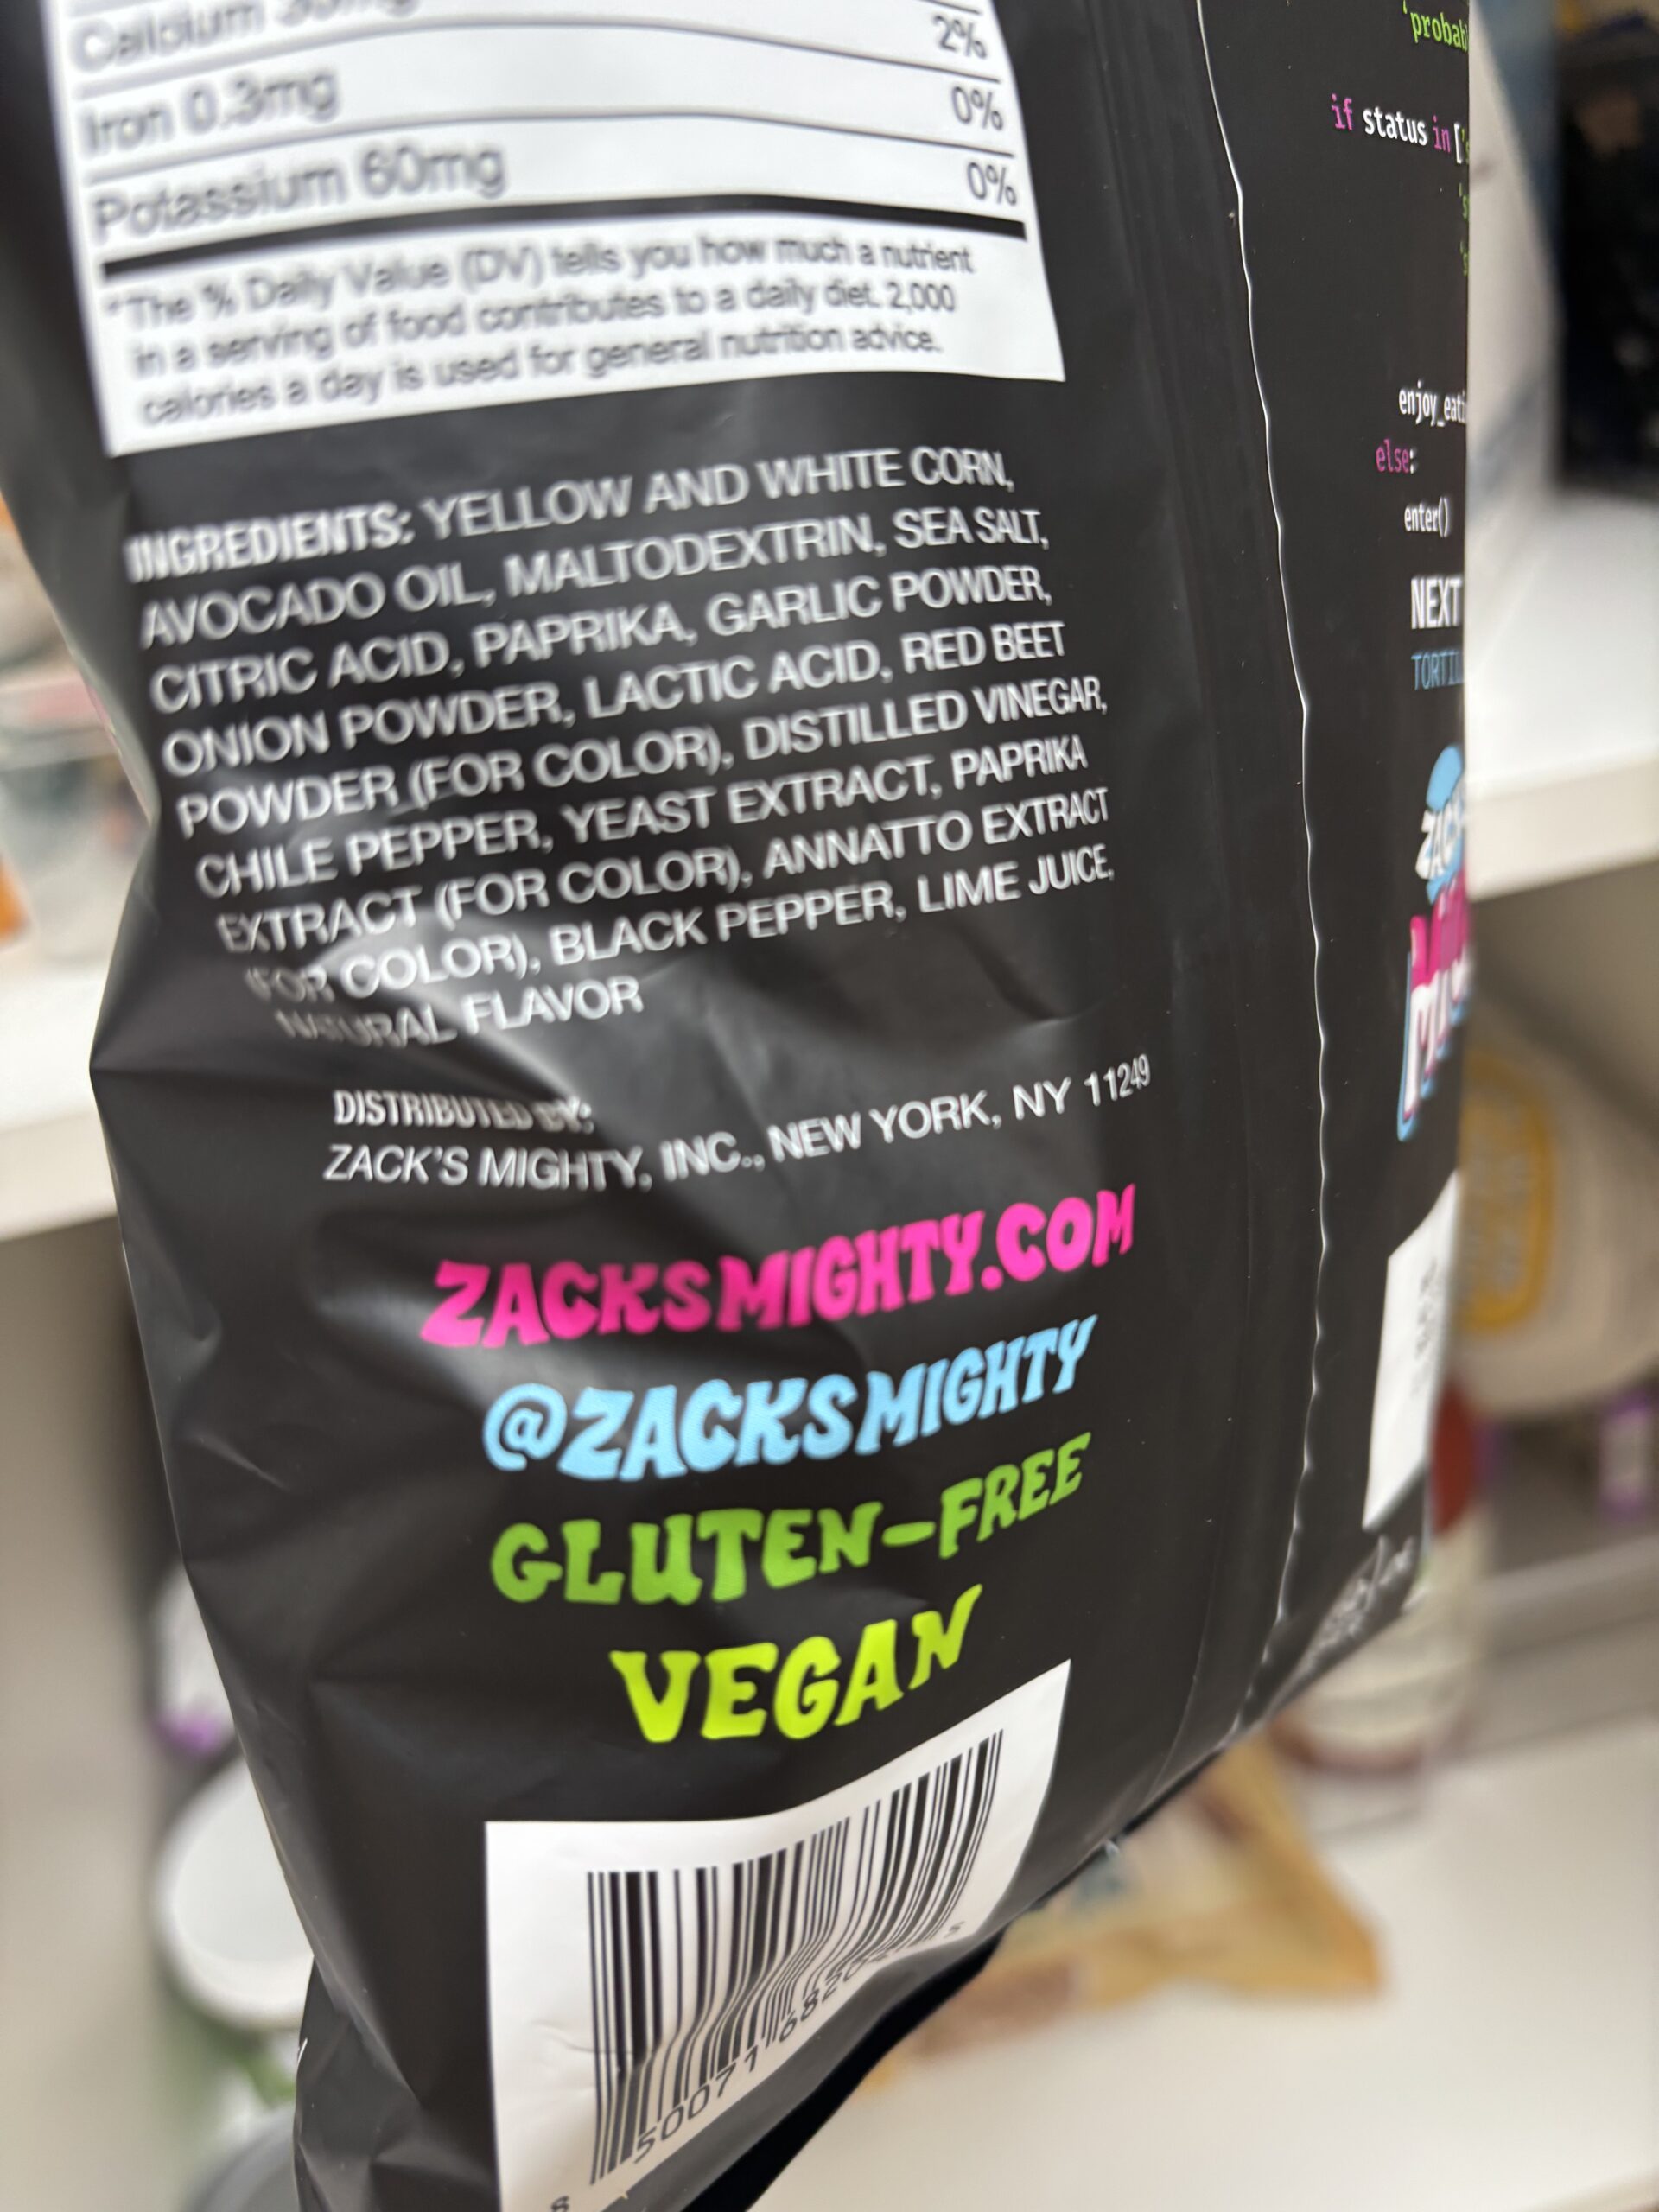 Calcium
2%
Iron 0.3mg 0%
Potassium 60mg 0%
*The % Daily Value (DV) tells you how much a nutrient
in a serving of food contributes to a daily diet. 2,000
calories a day is used for general nutrition advice.
INGREDIENTS: YELLOW AND WHITE CORN,
AVOCADO OIL, MALTODEXTRIN, SEA SALT,
CITRIC ACID, PAPRIKA, GARLIC POWDER,
ONION POWDER, LACTIC ACID, RED BEET
POWDER (FOR COLOR), DISTILLED VINEGAR,
CHILE PEPPER, YEAST EXTRACT, PAPRIKA
EXTRACT (FOR COLOR), ANNATTO EXTRACT
(FOR COLOR), BLACK PEPPER, LIME JUICE,
NATURAL FLAVOR
DISTRIBUTED BY:
ZACK'S MIGHTY, INC., NEW YORK, NY 11249
ZACKSMIGHTY.COM
@ZACKSMIGHTY
GLUTEN-FREE
VEGAN
'probab
if status in ['
enjoy_eati
else:
enter()
NEXT